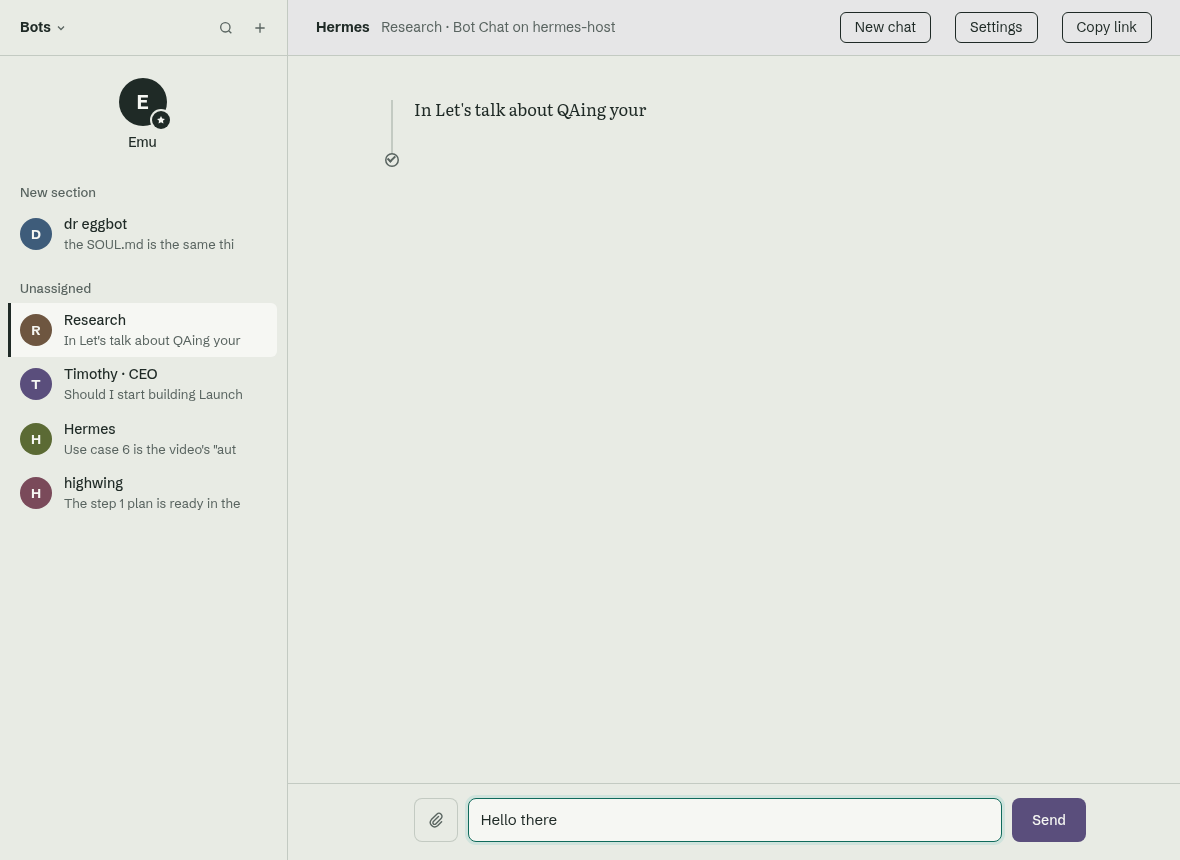 Bots
E
Emu
New section
D
dr eggbot
the SOUL.md is the same thi
Unassigned
R
Research
In Let's talk about QAing your
T
Timothy · CEO
Should I start building Launch
H
Hermes
Use case 6 is the video's "aut
H
highwing
The step 1 plan is ready in the
Hermes Research · Bot Chat on hermes-host
New chat
Settings
Copy link
In Let's talk about QAing your
Hello there
Send